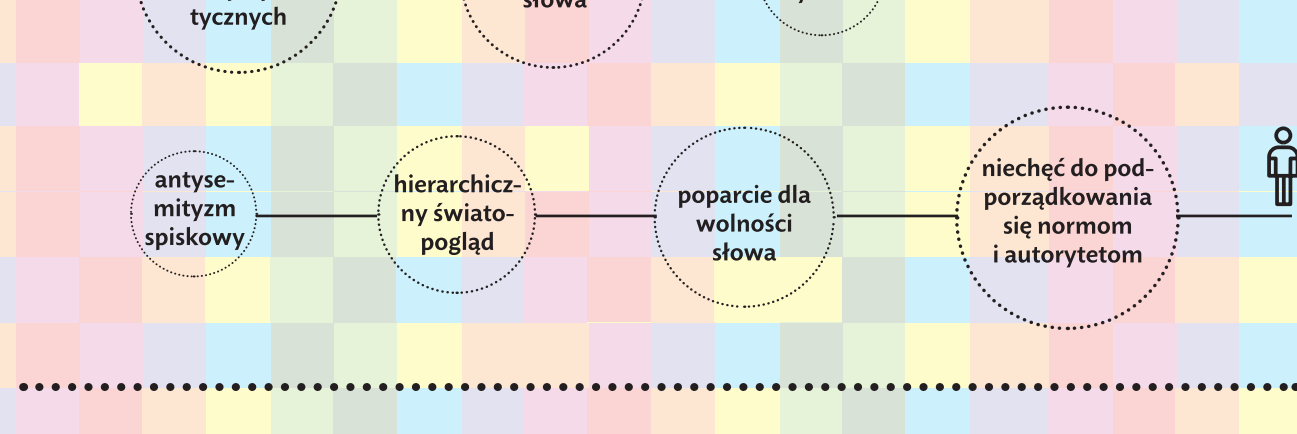 tycznych
słowa
antyse-
mityzm
spiskowy
hierarchicz-
ny świato-
pogląd
poparcie dla
wolności
słowa
niechęć do pod-
porządkowania
się normom
i autorytetom